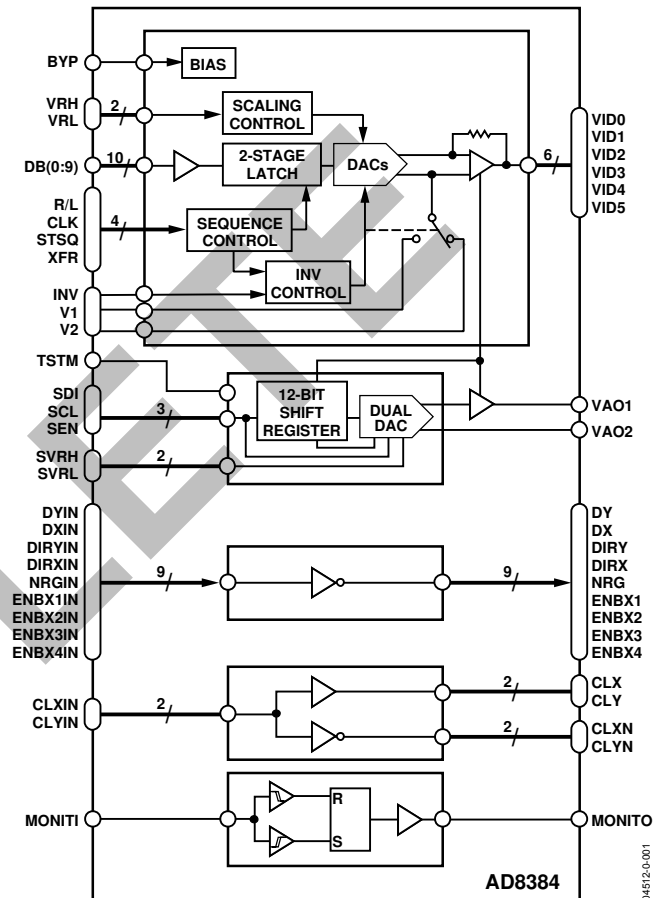 BYP
BIAS
VRH
VRL
2
SCALING
CONTROL
VID0
VID1
VID2
VID3
VID4
VID5
6
DB(0:9)
10
2-STAGE
LATCH
DACs
R/L
CLK
STSQ
XFR
4
SEQUENCE
CONTROL
INV
CONTROL
INV
V1
V2
TSTM
SDI
SCL
SEN
3
12-BIT
SHIFT
REGISTER
DUAL
DAC
VAO1
VAO2
SVRH
SVRL
2
DYIN
DXIN
DIRYIN
DIRXIN
NRGIN
ENBX1IN
ENBX2IN
ENBX3IN
ENBX4IN
9
9
DY
DX
DIRY
DIRX
NRG
ENBX1
ENBX2
ENBX3
ENBX4
CLXIN
CLYIN
2
2
CLX
CLY
2
CLXN
CLYN
MONITI
R
S
MONITO
AD8384
04512-0-001
LETE